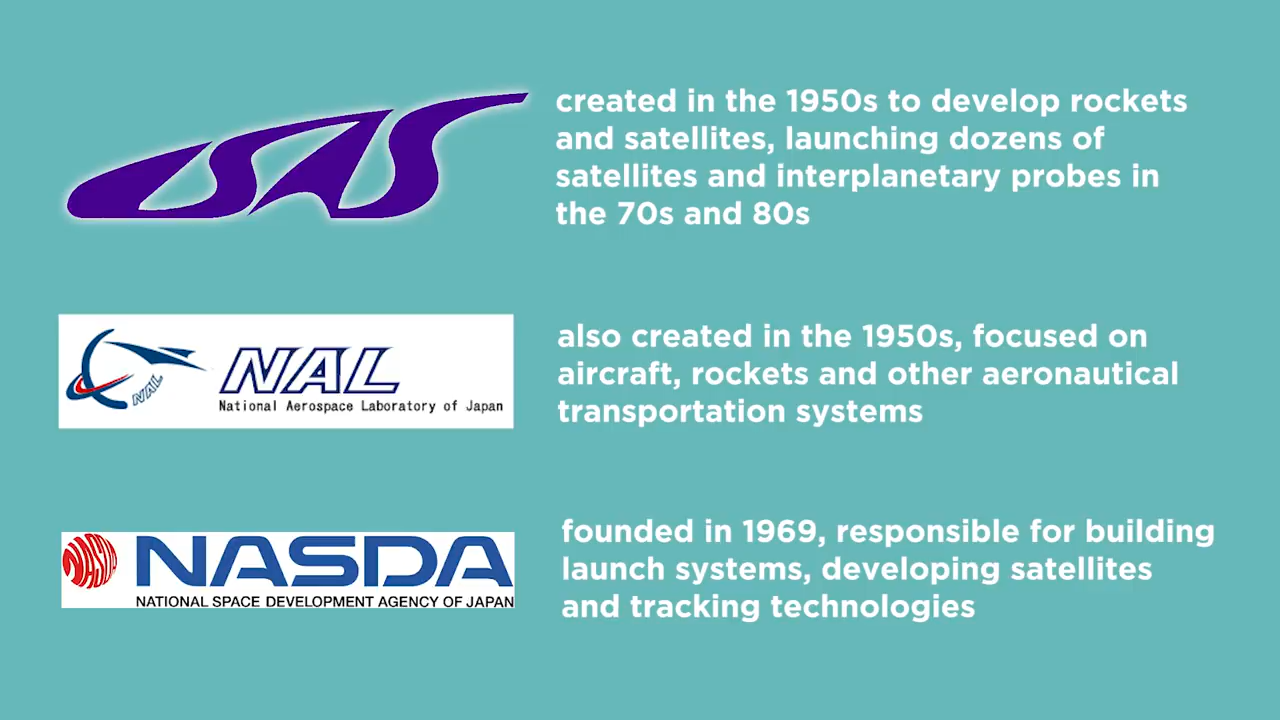 ISAS
created in the 1950s to develop rockets
and satellites, launching dozens of
satellites and interplanetary probes in
the 70s and 80s
NAL
NAL
National Aerospace Laboratory of Japan
also created in the 1950s, focused on
aircraft, rockets and other aeronautical
transportation systems
NASDA
NASDA
NATIONAL SPACE DEVELOPMENT AGENCY OF JAPAN
founded in 1969, responsible for building
launch systems, developing satellites
and tracking technologies